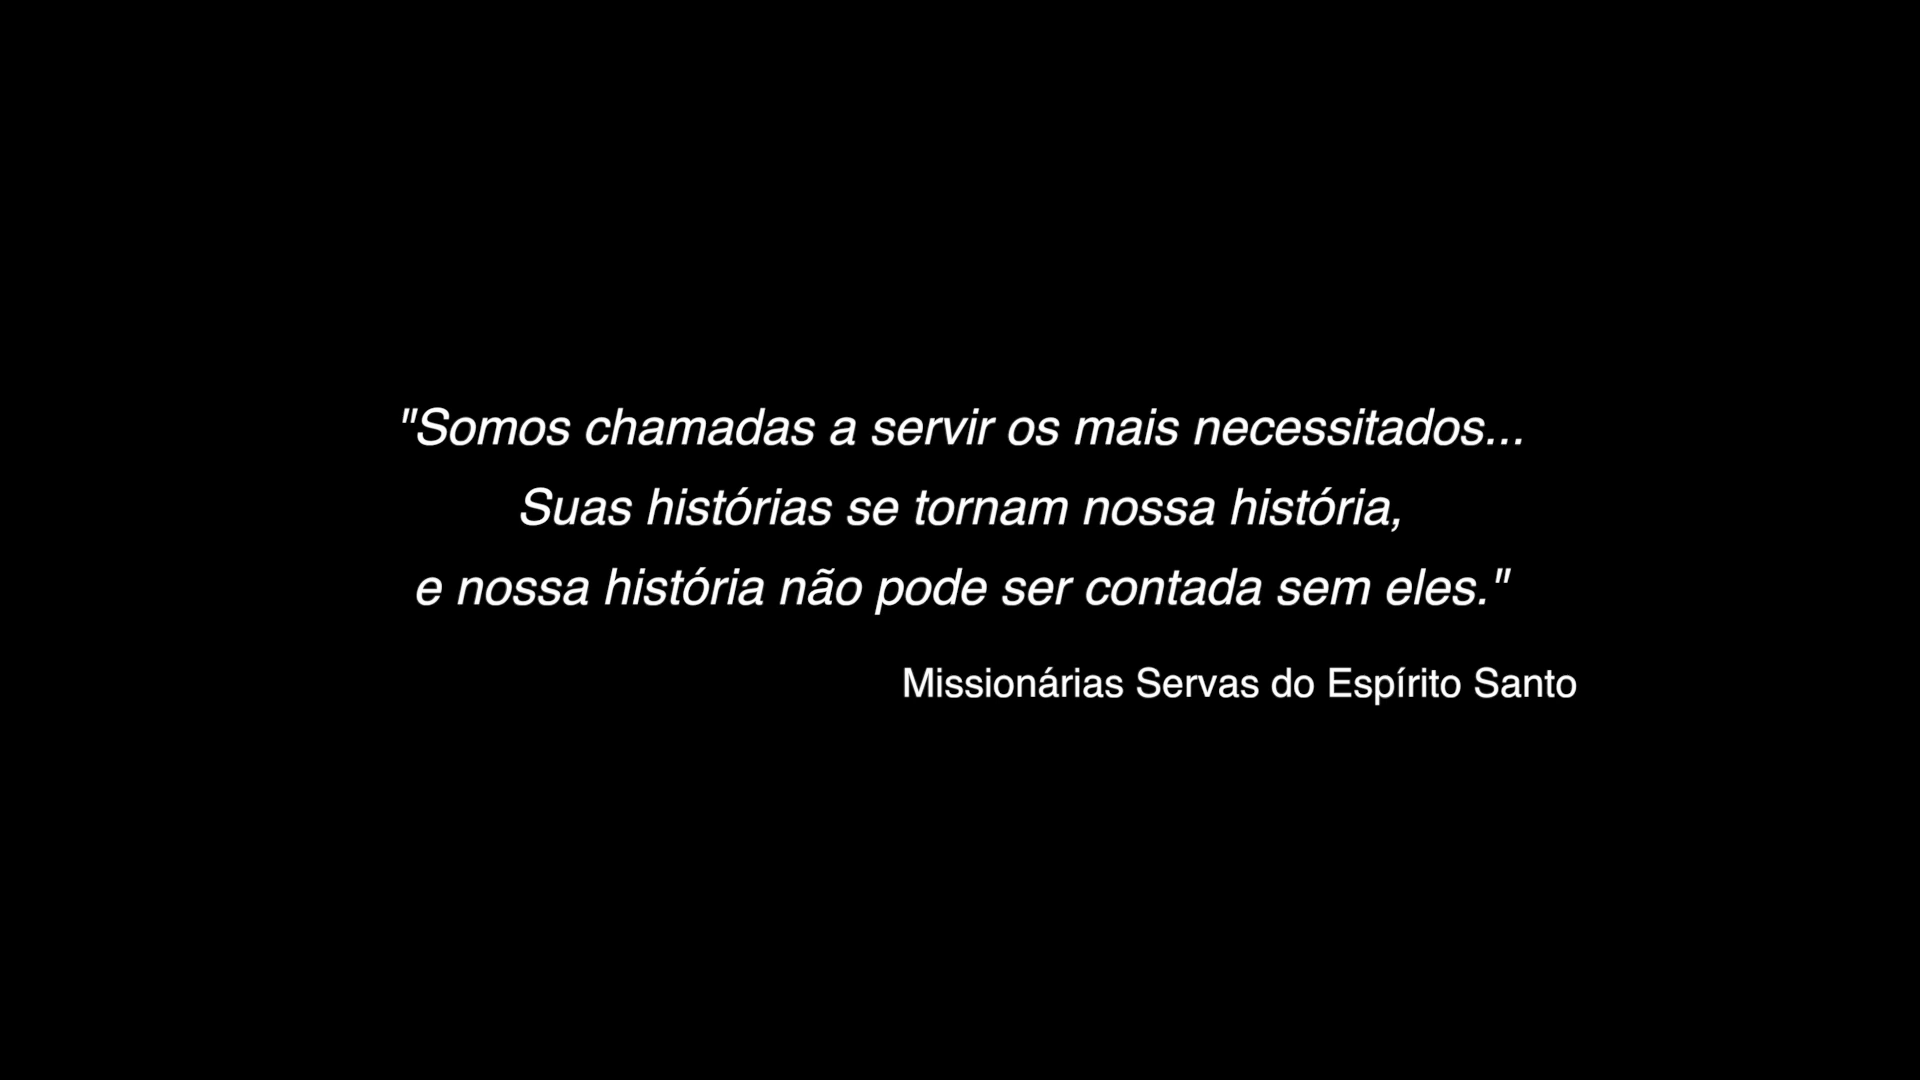 "Somos chamadas a servir os mais necessitados...
Suas histórias se tornam nossa história,
e nossa história não pode ser contada sem eles."
Missionárias Servas do Espírito Santo